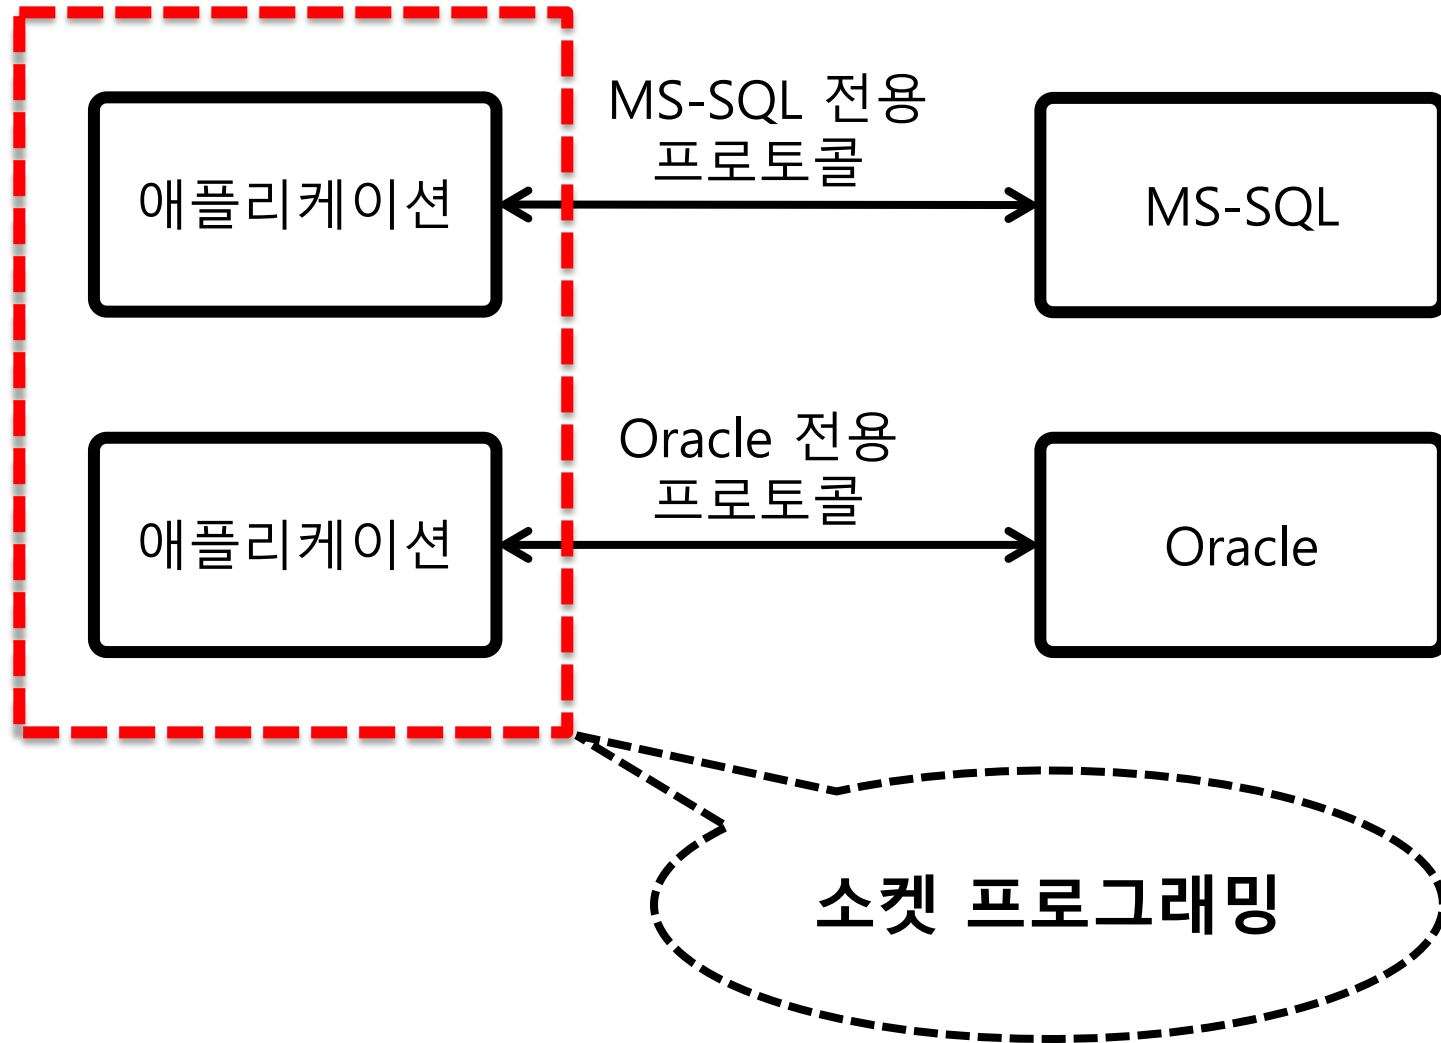 MS-SQL 전용
프로토콜
애플리케이션
MS-SQL
Oracle 전용
프로토콜
애플리케이션
Oracle
소켓 프로그래밍